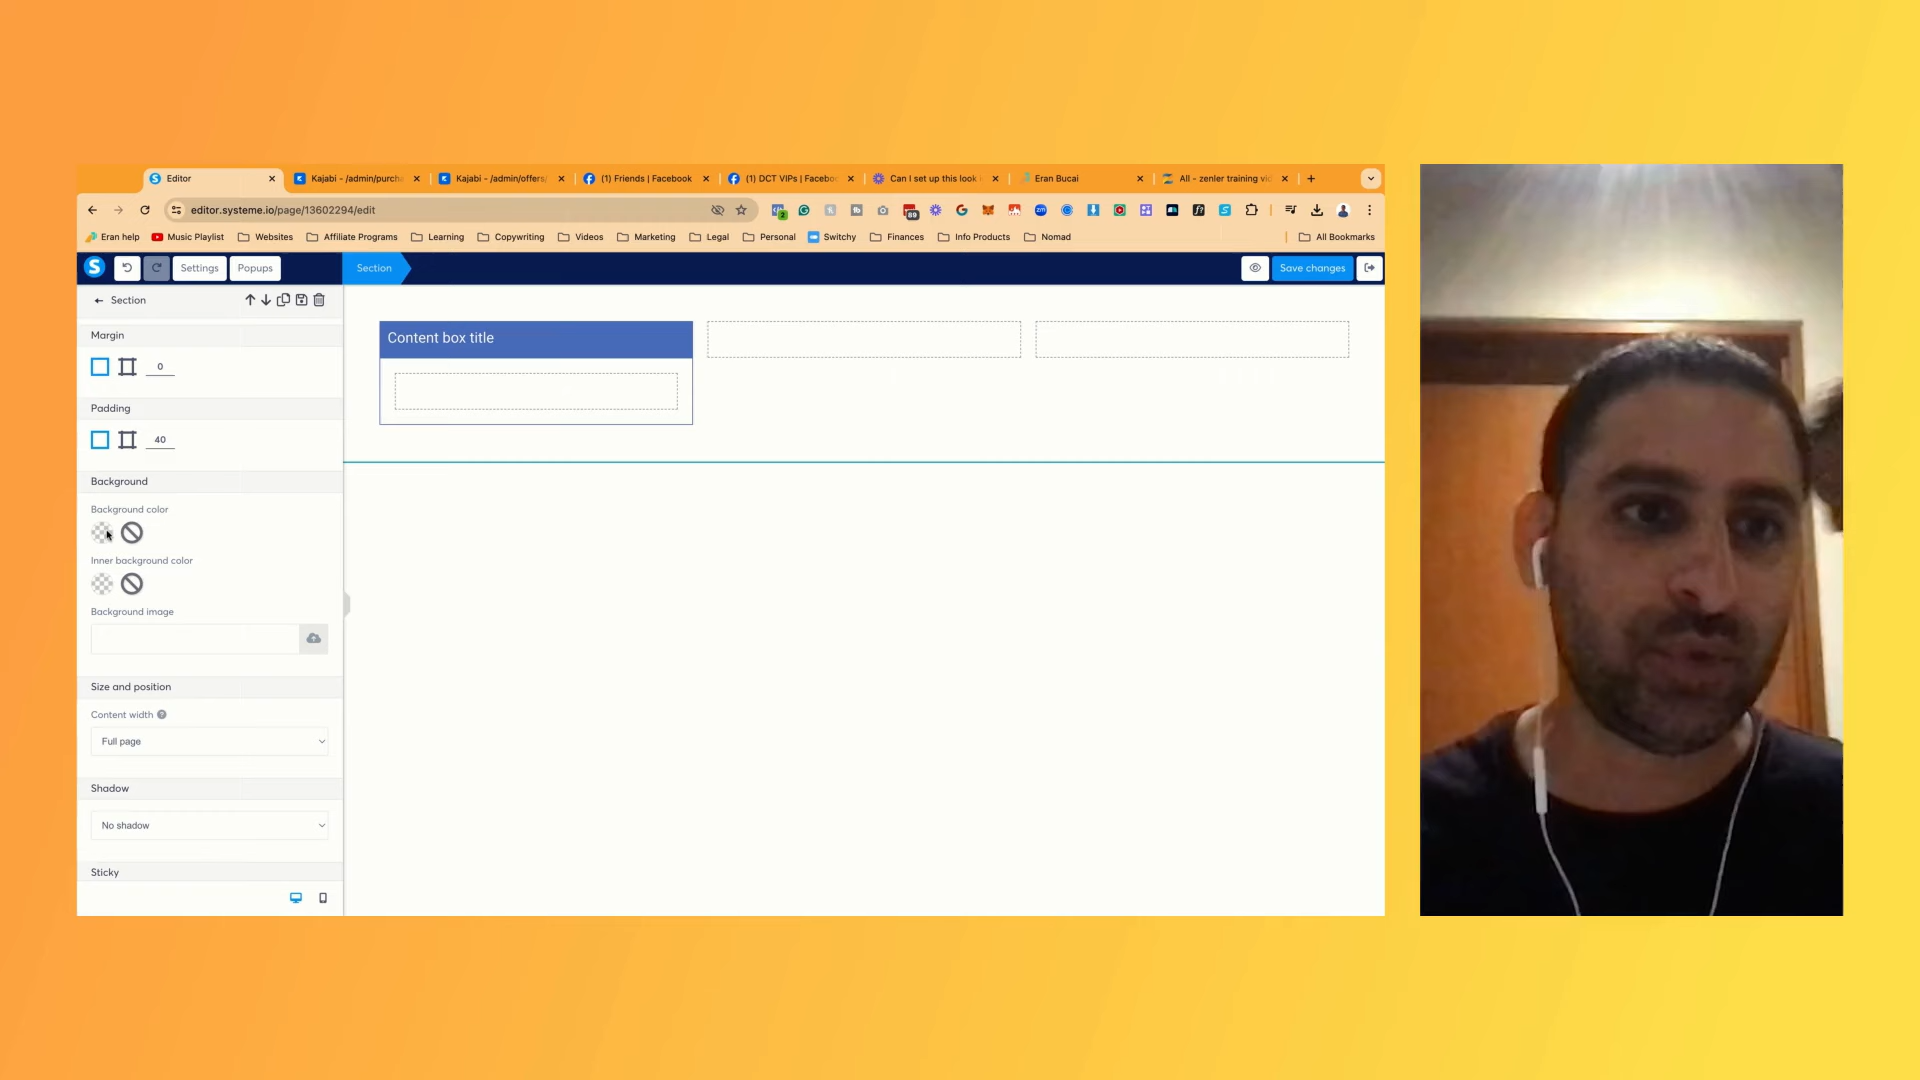 Editor
Kajabi - /admin/purch
Kajabi - /admin/offers/
(1) Friends | Facebook
(1) DCT VIPs | Facebo
Can I set up this look
Eran Bucai
All - zenler training vi
editor.systeme.io/page/13602294/edit
2
89
Eran help
Music Playlist
Websites
Affiliate Programs
Learning
Copywriting
Videos
Marketing
Legal
Personal
Switchy
Finances
Info Products
Nomad
All Bookmarks
S
Settings
Popups
Section
Save changes
Section
Margin
0
Padding
40
Background
Background color
Inner background color
Background image
Size and position
Content width
Full page
Shadow
No shadow
Sticky
Content box title